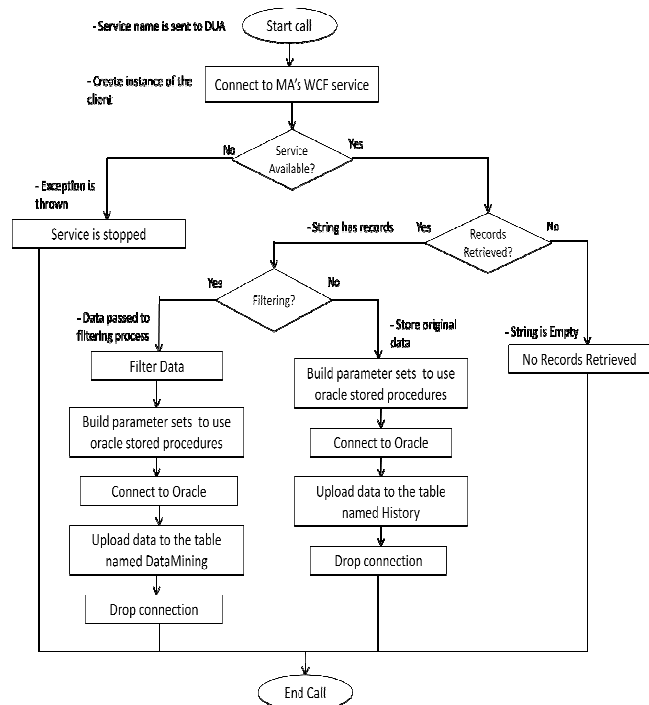 - Service name is sent to DUA
Start call
- Create instance of the
client
Connect to MA's WCF service
No
Service
Available?
Yes
- Exception is
thrown
Service is stopped
- String has records
Yes
Records
Retrieved?
No
Yes
Filtering?
No
- Data passed to
filtering process
- Store original
data
- String is Empty
No Records Retrieved
Filter Data
Build parameter sets to use
oracle stored procedures
Build parameter sets to use
oracle stored procedures
Connect to Oracle
Connect to Oracle
Upload data to the table
named History
Upload data to the table
named DataMining
Drop connection
Drop connection
End Call